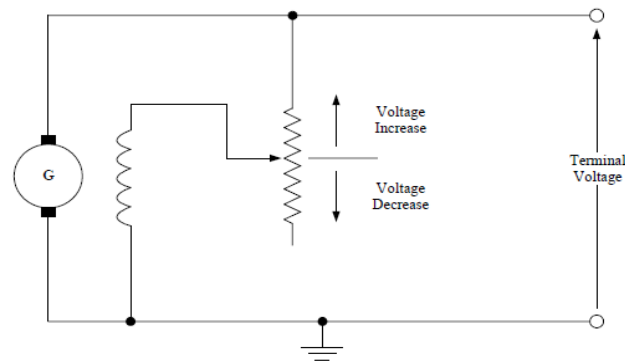 Voltage
Increase
G
Terminal
Voltage
Voltage
Decrease